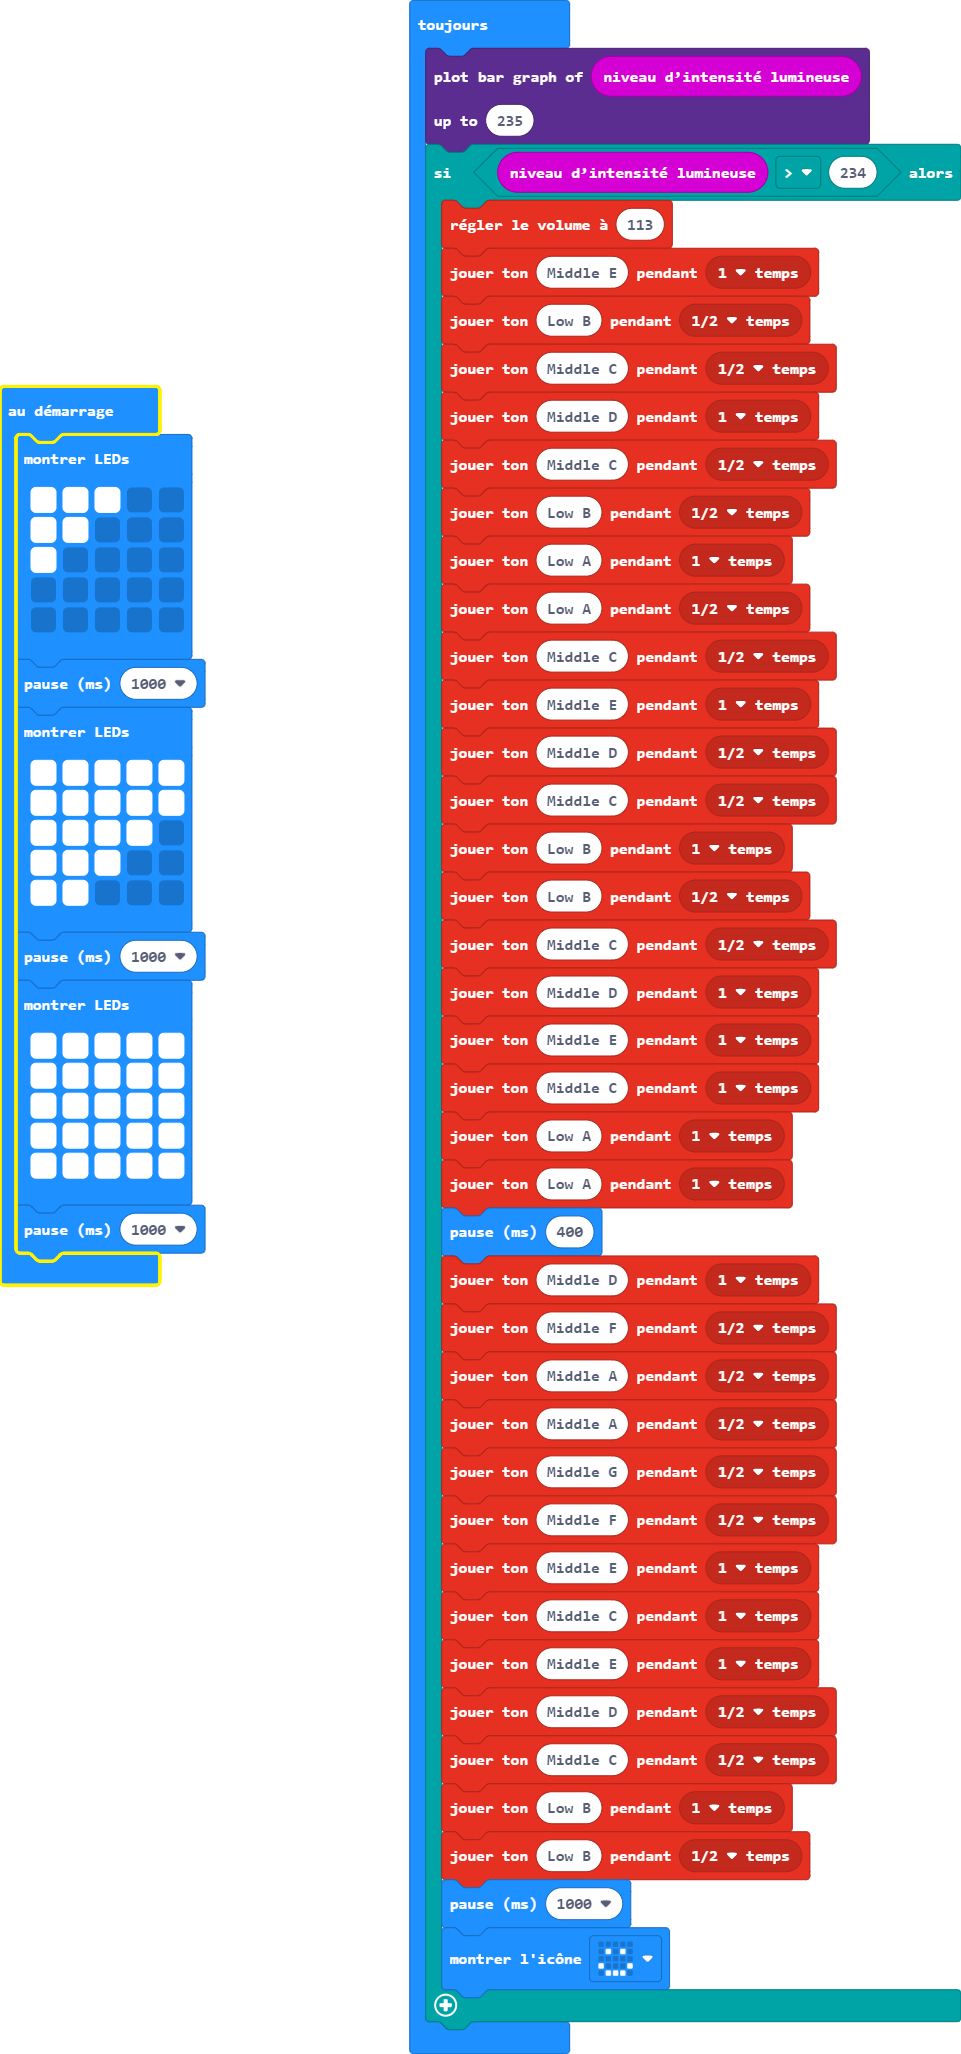 au démarrage
montrer LEDs
pause (ms) 1000
montrer LEDs
pause (ms) 1000
montrer LEDs
pause (ms) 1000
toujours
plot bar graph of niveau d’intensité lumineuse
up to 235
si niveau d’intensité lumineuse > 234 alors
régler le volume à 113
jouer ton Middle E pendant 1 temps
jouer ton Low B pendant 1/2 temps
jouer ton Middle C pendant 1/2 temps
jouer ton Middle D pendant 1 temps
jouer ton Middle C pendant 1/2 temps
jouer ton Low B pendant 1/2 temps
jouer ton Low A pendant 1 temps
jouer ton Low A pendant 1/2 temps
jouer ton Middle C pendant 1/2 temps
jouer ton Middle E pendant 1 temps
jouer ton Middle D pendant 1/2 temps
jouer ton Middle C pendant 1/2 temps
jouer ton Low B pendant 1 temps
jouer ton Low B pendant 1/2 temps
jouer ton Middle C pendant 1/2 temps
jouer ton Middle D pendant 1 temps
jouer ton Middle E pendant 1 temps
jouer ton Middle C pendant 1 temps
jouer ton Low A pendant 1 temps
jouer ton Low A pendant 1 temps
pause (ms) 400
jouer ton Middle D pendant 1 temps
jouer ton Middle F pendant 1/2 temps
jouer ton Middle A pendant 1/2 temps
jouer ton Middle A pendant 1/2 temps
jouer ton Middle G pendant 1/2 temps
jouer ton Middle F pendant 1/2 temps
jouer ton Middle E pendant 1 temps
jouer ton Middle C pendant 1 temps
jouer ton Middle E pendant 1 temps
jouer ton Middle D pendant 1/2 temps
jouer ton Middle C pendant 1/2 temps
jouer ton Low B pendant 1 temps
jouer ton Low B pendant 1/2 temps
pause (ms) 1000
montrer l'icône